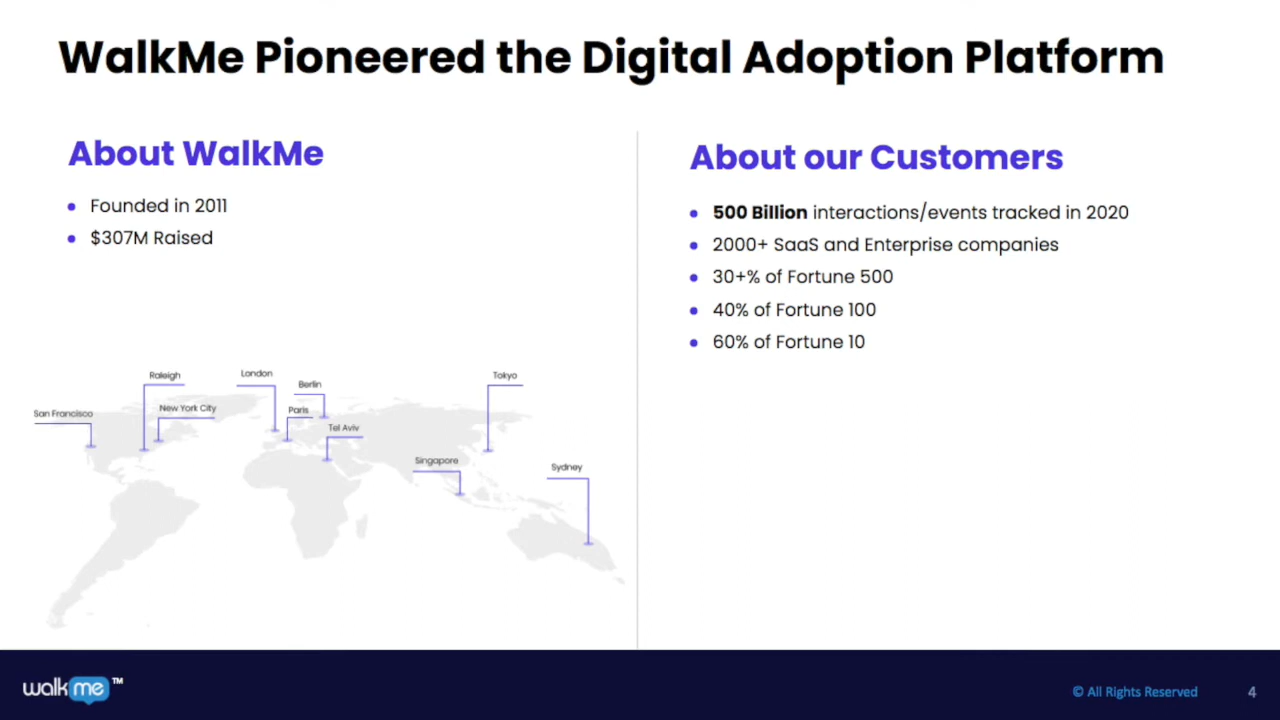 WalkMe Pioneered the Digital Adoption Platform
About WalkMe
• Founded in 2011
• $307M Raised
San Francisco
Raleigh
New York City
London
Berlin
Paris
Tel Aviv
Tokyo
Singapore
Sydney
About our Customers
• 500 Billion interactions/events tracked in 2020
• 2000+ SaaS and Enterprise companies
• 30+% of Fortune 500
• 40% of Fortune 100
• 60% of Fortune 10
walkme™
© All Rights Reserved
4